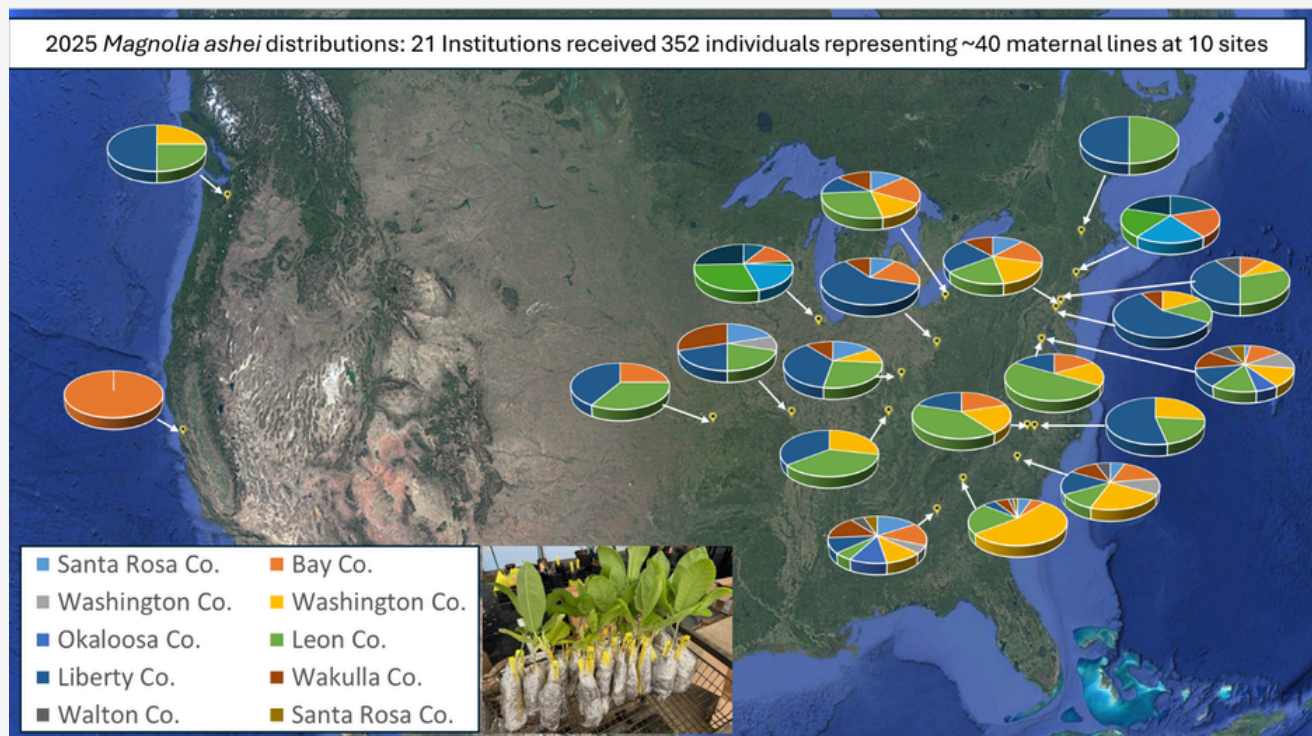 2025 Magnolia ashei distributions: 21 Institutions received 352 individuals representing ~40 maternal lines at 10 sites
Santa Rosa Co.
Bay Co.
Washington Co.
Washington Co.
Okaloosa Co.
Leon Co.
Liberty Co.
Wakulla Co.
Walton Co.
Santa Rosa Co.